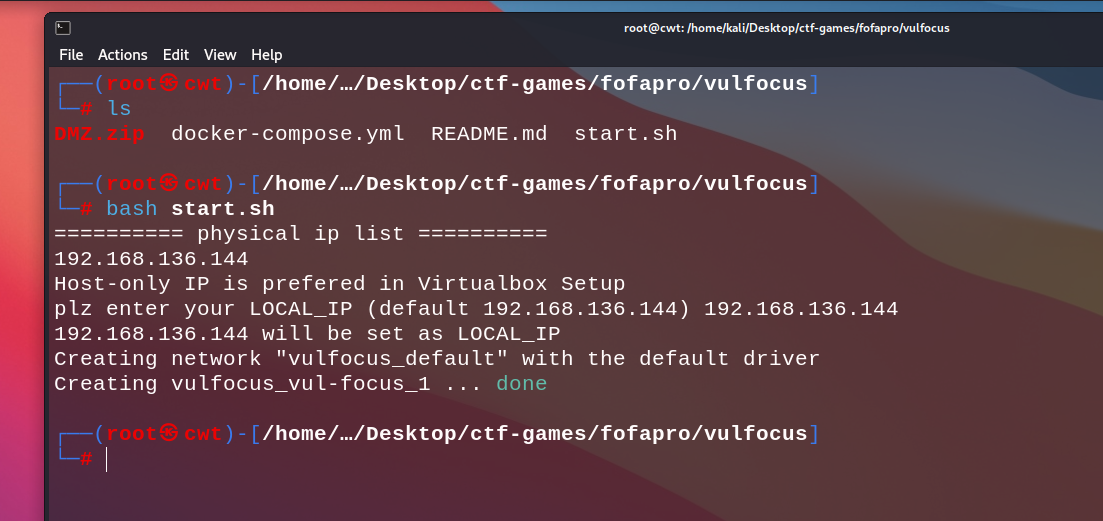 root@cwt: /home/kali/Desktop/ctf-games/fofapro/vulfocus
File Actions Edit View Help
┌──(root㉿cwt)-[/home/…/Desktop/ctf-games/fofapro/vulfocus]
└─# ls
DMZ.zip docker-compose.yml README.md start.sh
┌──(root㉿cwt)-[/home/…/Desktop/ctf-games/fofapro/vulfocus]
└─# bash start.sh
========== physical ip list ==========
192.168.136.144
Host-only IP is prefered in Virtualbox Setup
plz enter your LOCAL_IP (default 192.168.136.144) 192.168.136.144
192.168.136.144 will be set as LOCAL_IP
Creating network "vulfocus_default" with the default driver
Creating vulfocus_vul-focus_1 ... done
┌──(root㉿cwt)-[/home/…/Desktop/ctf-games/fofapro/vulfocus]
└─#